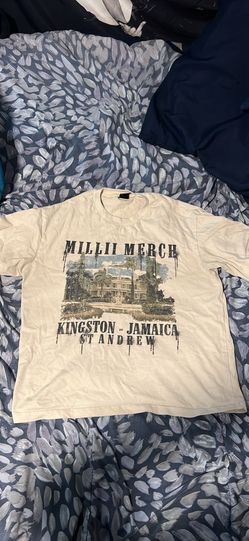 MILLII MERCH
KINGSTON - JAMAICA
ST ANDREW